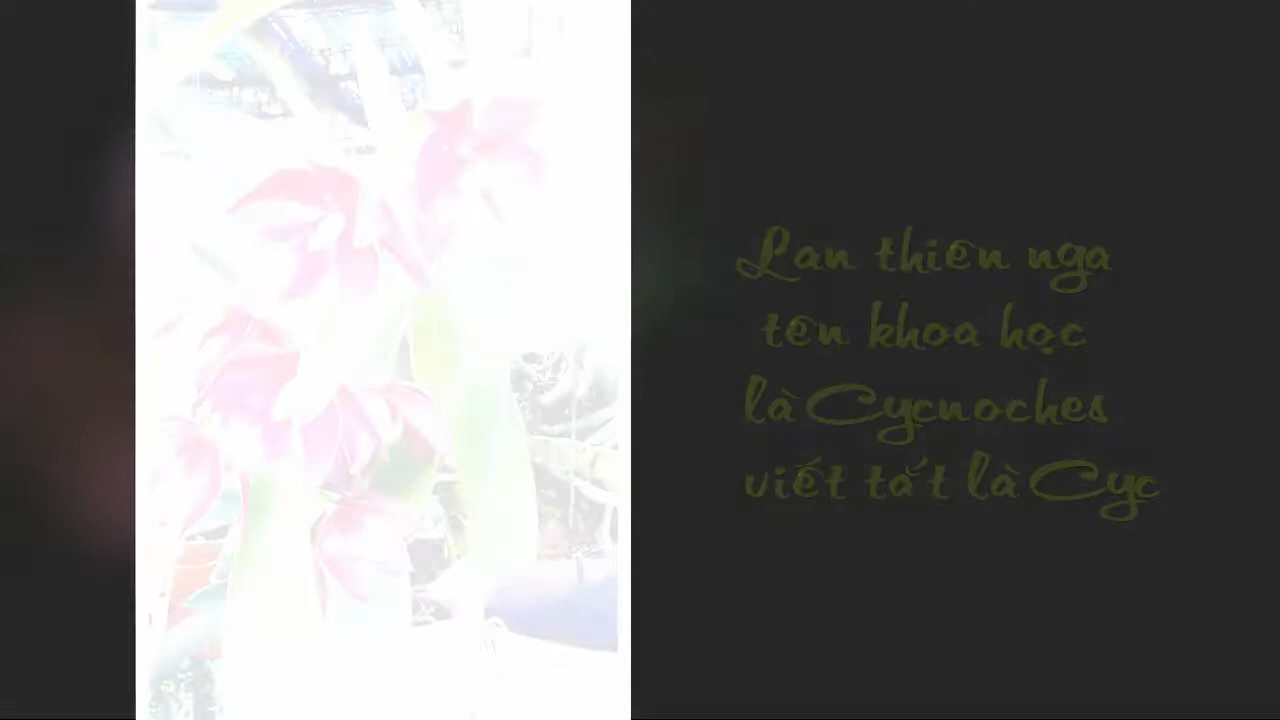 Lan thiên nga
tên khoa học
là Cycnoches
viết tắt là Cyc